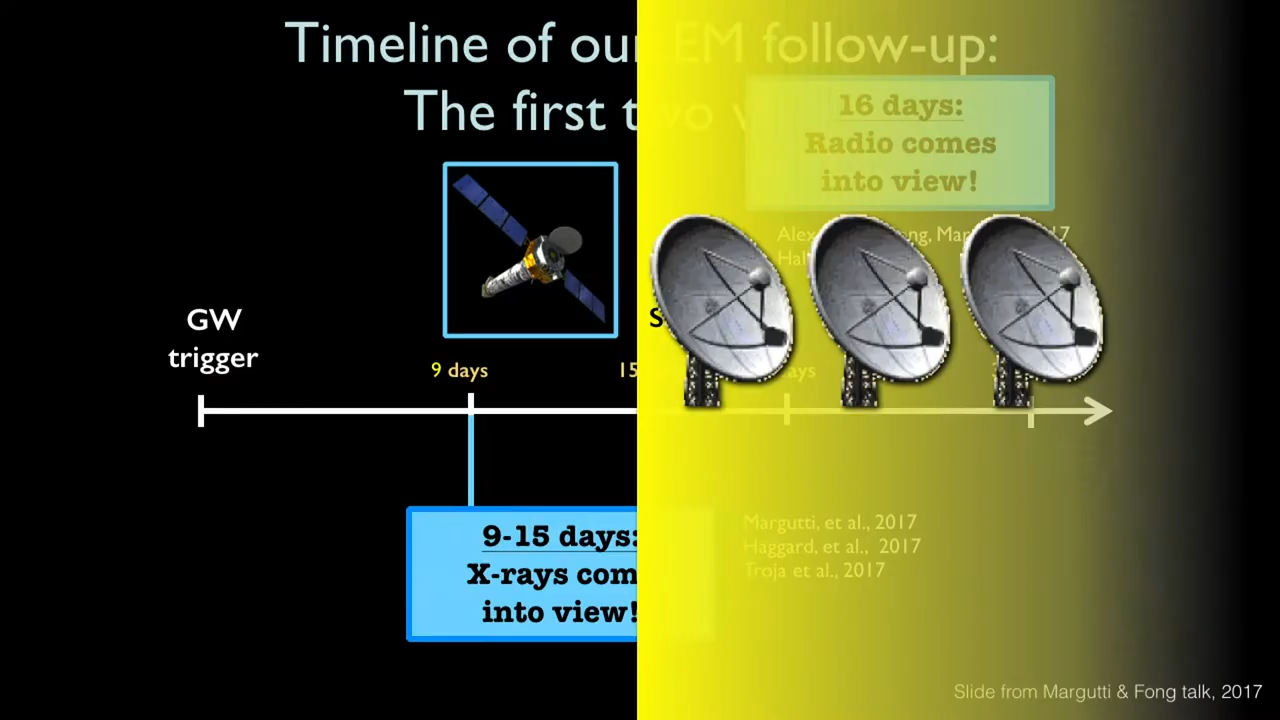 Timeline of our EM follow-up:
The first two
16 days:
Radio comes
into view!
GW
trigger
9 days
15
9-15 days:
X-rays com
into view!
Margutti, et al., 2017
Haggard, et al., 2017
Troja et al., 2017
Slide from Margutti & Fong talk, 2017